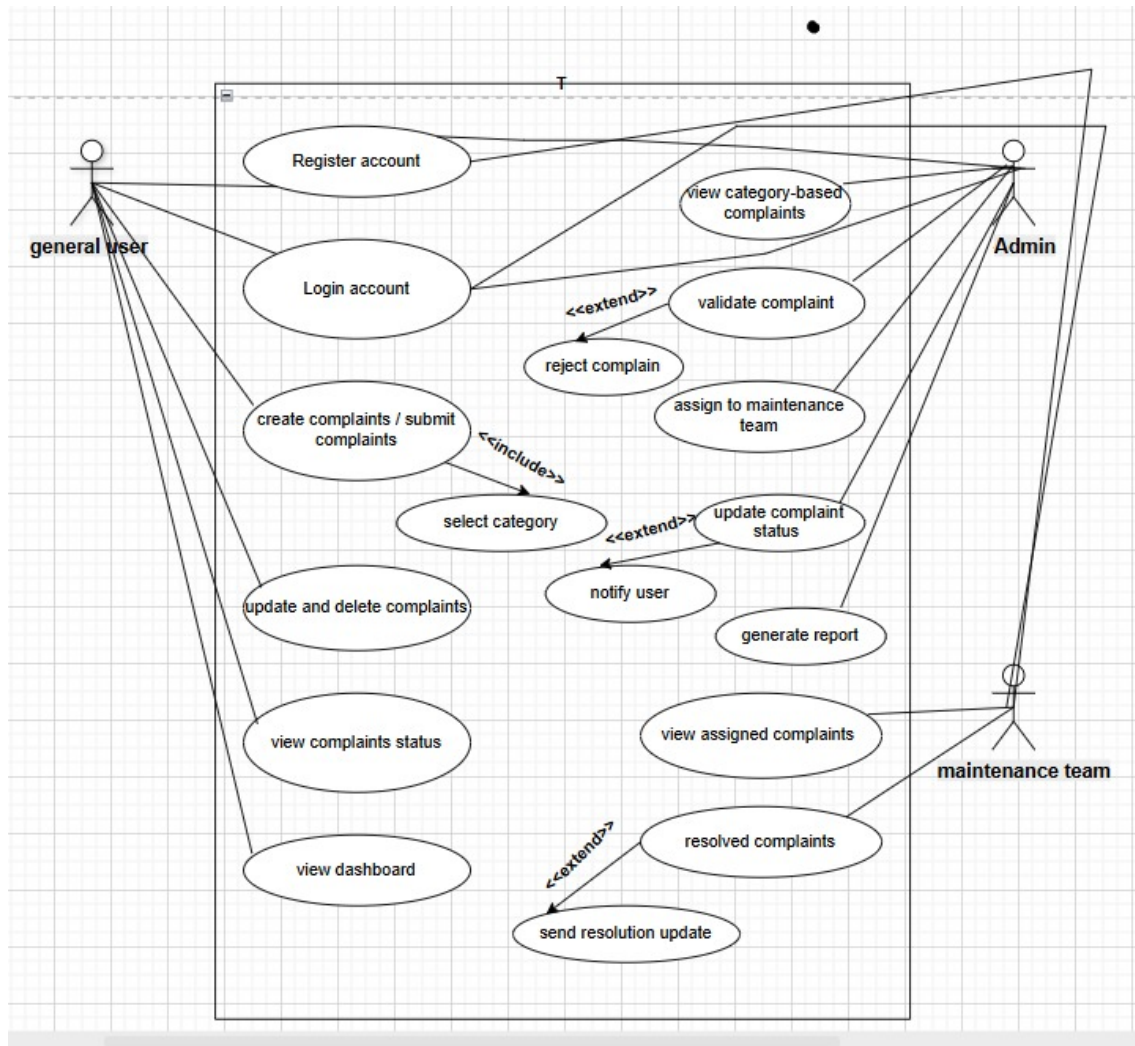 T
Register account
view category-based
complaints
general user
Admin
Login account
<<extend>>
validate complaint
reject complain
create complaints / submit
complaints
assign to maintenance
team
<<include>>
select category
<<extend>>
update complaint
status
update and delete complaints
notify user
generate report
view complaints status
view assigned complaints
maintenance team
view dashboard
resolved complaints
<<extend>>
send resolution update